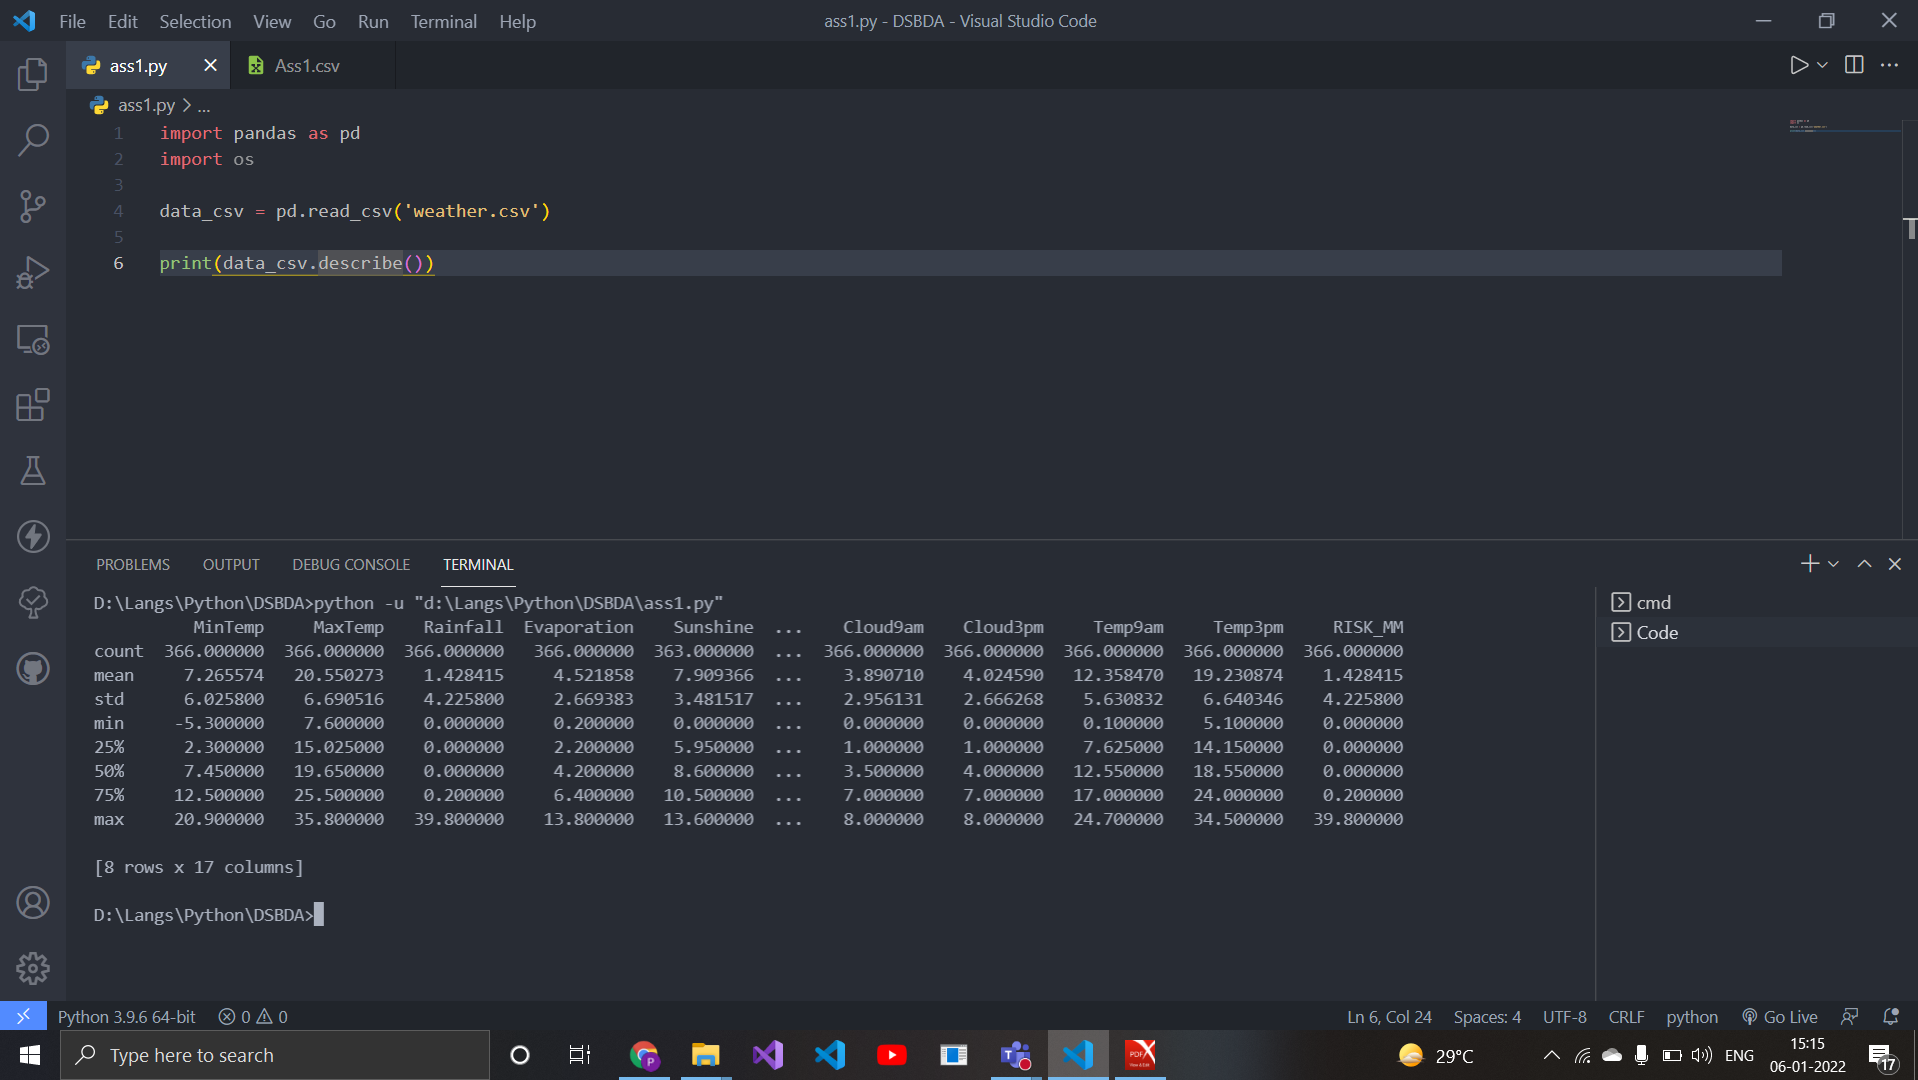 File Edit Selection View Go Run Terminal Help ass1.py - DSBDA - Visual Studio Code
ass1.py Ass1.csv
ass1.py > ...
1 import pandas as pd
2 import os
3
4 data_csv = pd.read_csv('weather.csv')
5
6 print(data_csv.describe())
PROBLEMS OUTPUT DEBUG CONSOLE TERMINAL
D:\Langs\Python\DSBDA>python -u "d:\Langs\Python\DSBDA\ass1.py"
MinTemp MaxTemp Rainfall Evaporation Sunshine ... Cloud9am Cloud3pm Temp9am Temp3pm RISK_MM
count 366.000000 366.000000 366.000000 366.000000 363.000000 ... 366.000000 366.000000 366.000000 366.000000 366.000000
mean 7.265574 20.550273 1.428415 4.521858 7.909366 ... 3.890710 4.024590 12.358470 19.230874 1.428415
std 6.025800 6.690516 4.225800 2.669383 3.481517 ... 2.956131 2.666268 5.630832 6.640346 4.225800
min -5.300000 7.600000 0.000000 0.200000 0.000000 ... 0.000000 0.000000 0.100000 5.100000 0.000000
25% 2.300000 15.025000 0.000000 2.200000 5.950000 ... 1.000000 1.000000 7.625000 14.150000 0.000000
50% 7.450000 19.650000 0.000000 4.200000 8.600000 ... 3.500000 4.000000 12.550000 18.550000 0.000000
75% 12.500000 25.500000 0.200000 6.400000 10.500000 ... 7.000000 7.000000 17.000000 24.000000 0.200000
max 20.900000 35.800000 39.800000 13.800000 13.600000 ... 8.000000 8.000000 24.700000 34.500000 39.800000
[8 rows x 17 columns]
D:\Langs\Python\DSBDA>
cmd
Code
Python 3.9.6 64-bit 0 0 Ln 6, Col 24 Spaces: 4 UTF-8 CRLF python Go Live
Type here to search 29°C ENG 15:15
06-01-2022 17